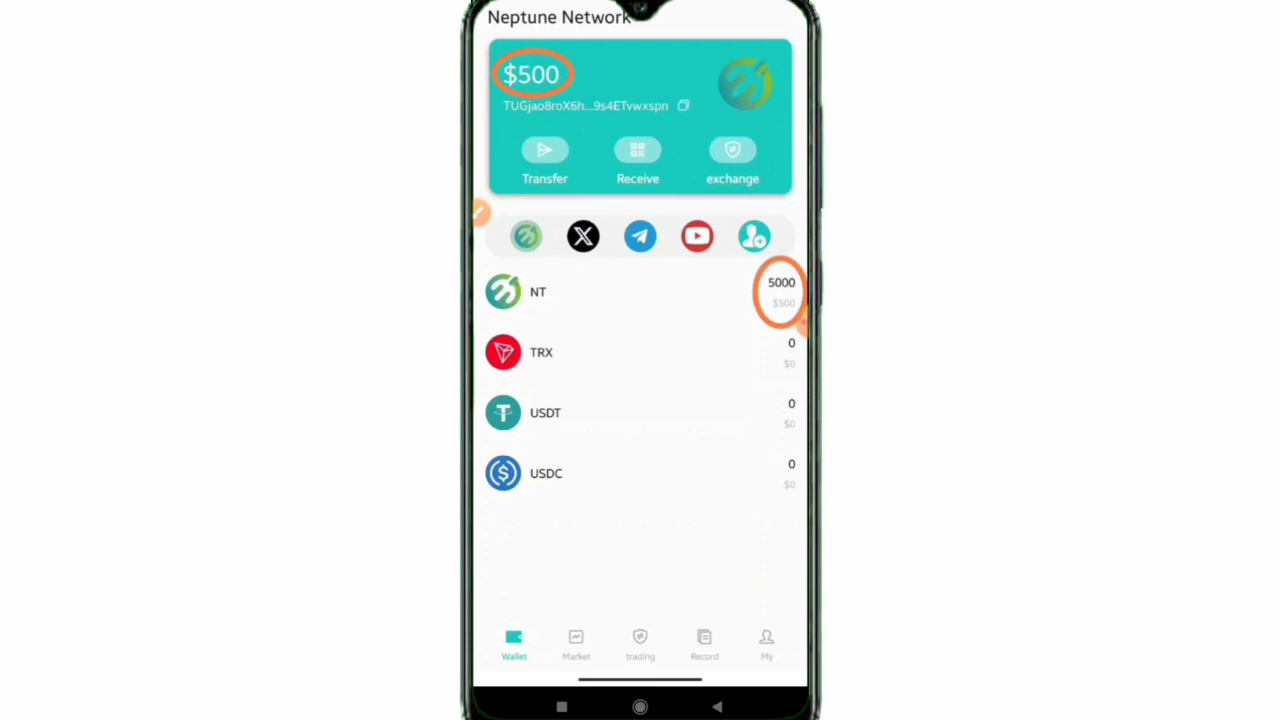 Neptune Network
$500
TUGjao8roX6h...9s4ETvwxspn
Transfer Receive exchange
NT 5000
$500
TRX 0
$0
USDT 0
$0
USDC 0
$0
Wallet Market trading Record My